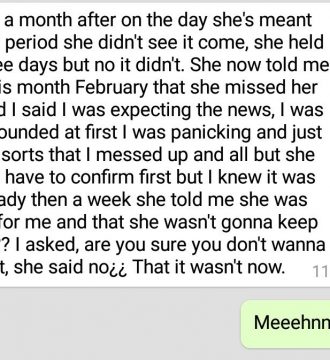 a month after on the day she's meant
period she didn't see it come, she held
ee days but no it didn't. She now told me
is month February that she missed her
d I said I was expecting the news, I was
ounded at first I was panicking and just
sorts that I messed up and all but she
have to confirm first but I knew it was
ady then a week she told me she was
for me and that she wasn't gonna keep
? I asked, are you sure you don't wanna
t, she said no¿¿ That it wasn't now.
11
Meeehnn